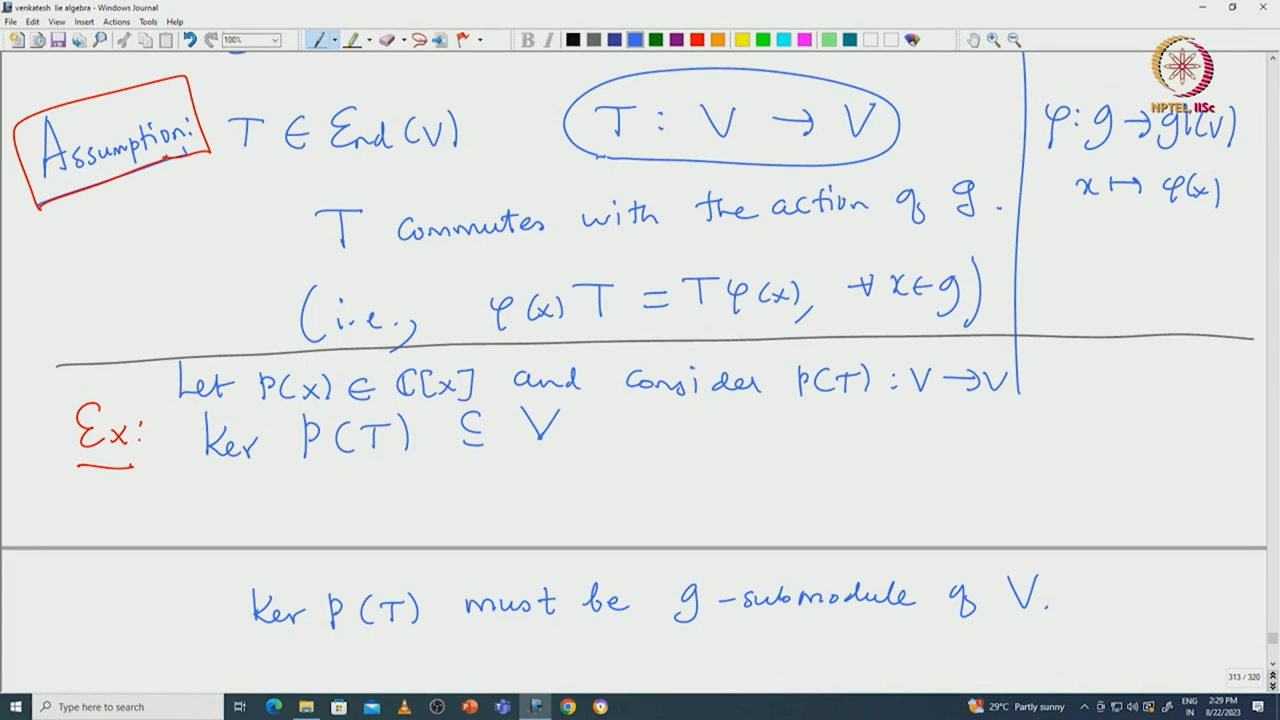 venkatesh lie algebra - Windows Journal
File Edit View Insert Actions Tools Help
100%
B I
NPTEL, IISc
Assumption: T ∈ End(V) T : V → V
φ: g → gl(V)
x ↦ φ(x)
T commutes with the action of g.
(i.e., φ(x) T = T φ(x), ∀ x ∈ g)
Let p(x) ∈ ℂ[x] and consider p(T) : V → V
Ex: Ker p(T) ⊆ V
Ker p(T) must be g-submodule of V.
313 / 320
Type here to search
29°C Partly sunny
ENG
IN
2:29 PM
8/22/2023